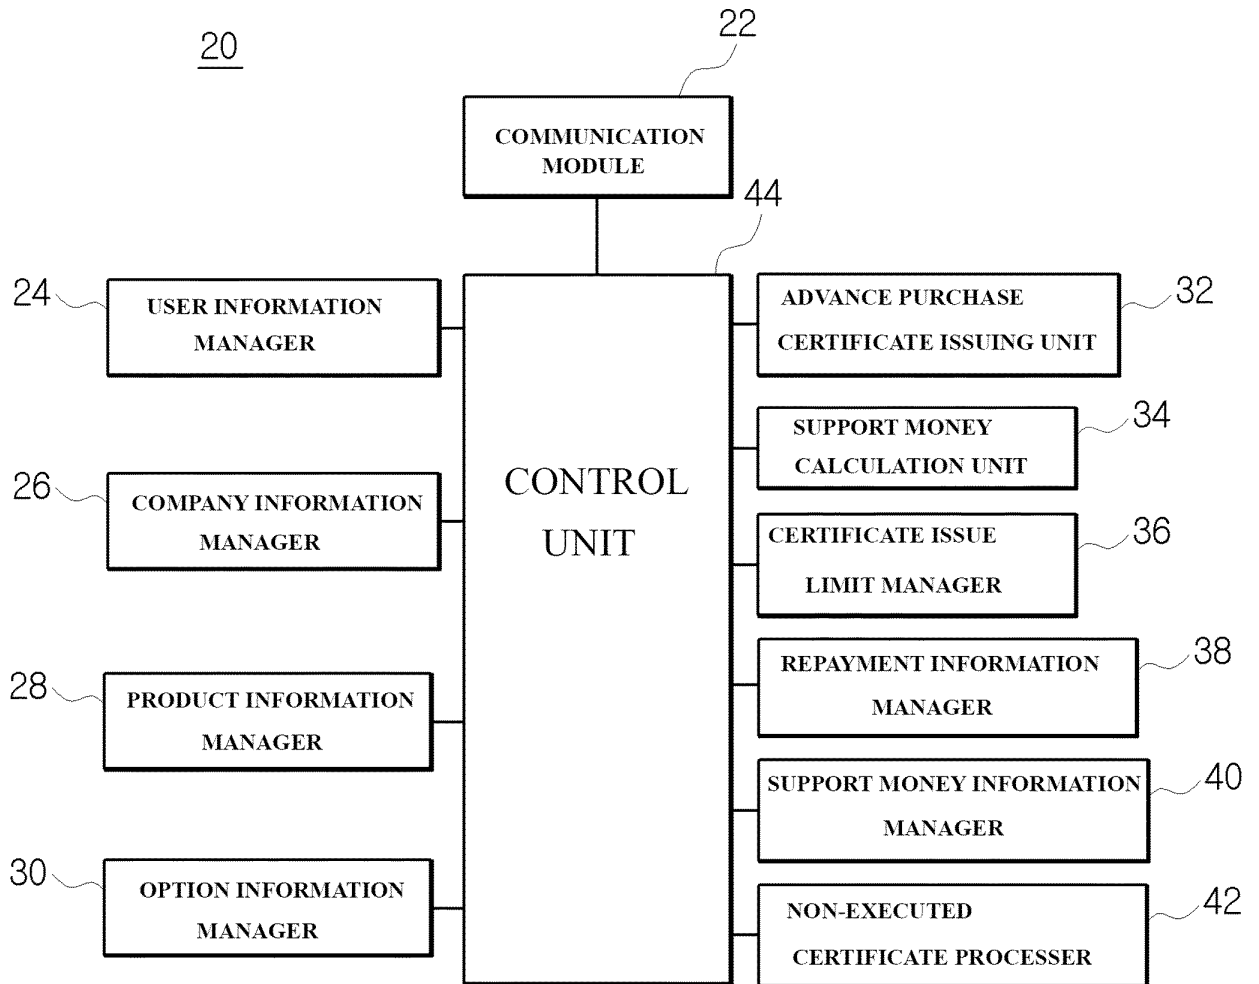 20
22
COMMUNICATION
MODULE
44
24
USER INFORMATION
MANAGER
26
COMPANY INFORMATION
MANAGER
28
PRODUCT INFORMATION
MANAGER
30
OPTION INFORMATION
MANAGER
CONTROL
UNIT
ADVANCE PURCHASE
CERTIFICATE ISSUING UNIT
32
SUPPORT MONEY
CALCULATION UNIT
34
CERTIFICATE ISSUE
LIMIT MANAGER
36
REPAYMENT INFORMATION
MANAGER
38
SUPPORT MONEY INFORMATION
MANAGER
40
NON-EXECUTED
CERTIFICATE PROCESSER
42